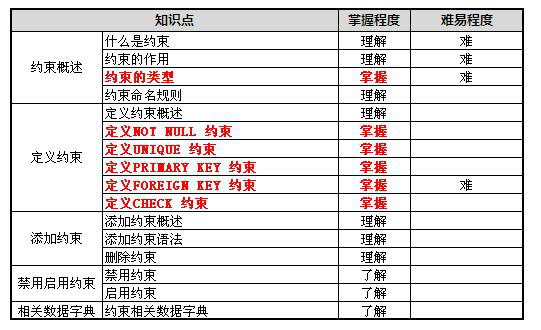 知识点 掌握程度 难易程度
约束概述 什么是约束 理解 难
约束的作用 理解 难
约束的类型 掌握 难
约束命名规则 理解
定义约束 定义约束概述 理解
定义NOT NULL 约束 掌握
定义UNIQUE 约束 掌握
定义PRIMARY KEY 约束 掌握
定义FOREIGN KEY 约束 掌握 难
定义CHECK 约束 掌握
添加约束 添加约束概述 理解
添加约束语法 理解
删除约束 理解
禁用启用约束 禁用约束 了解
启用约束 了解
相关数据字典 约束相关数据字典 了解